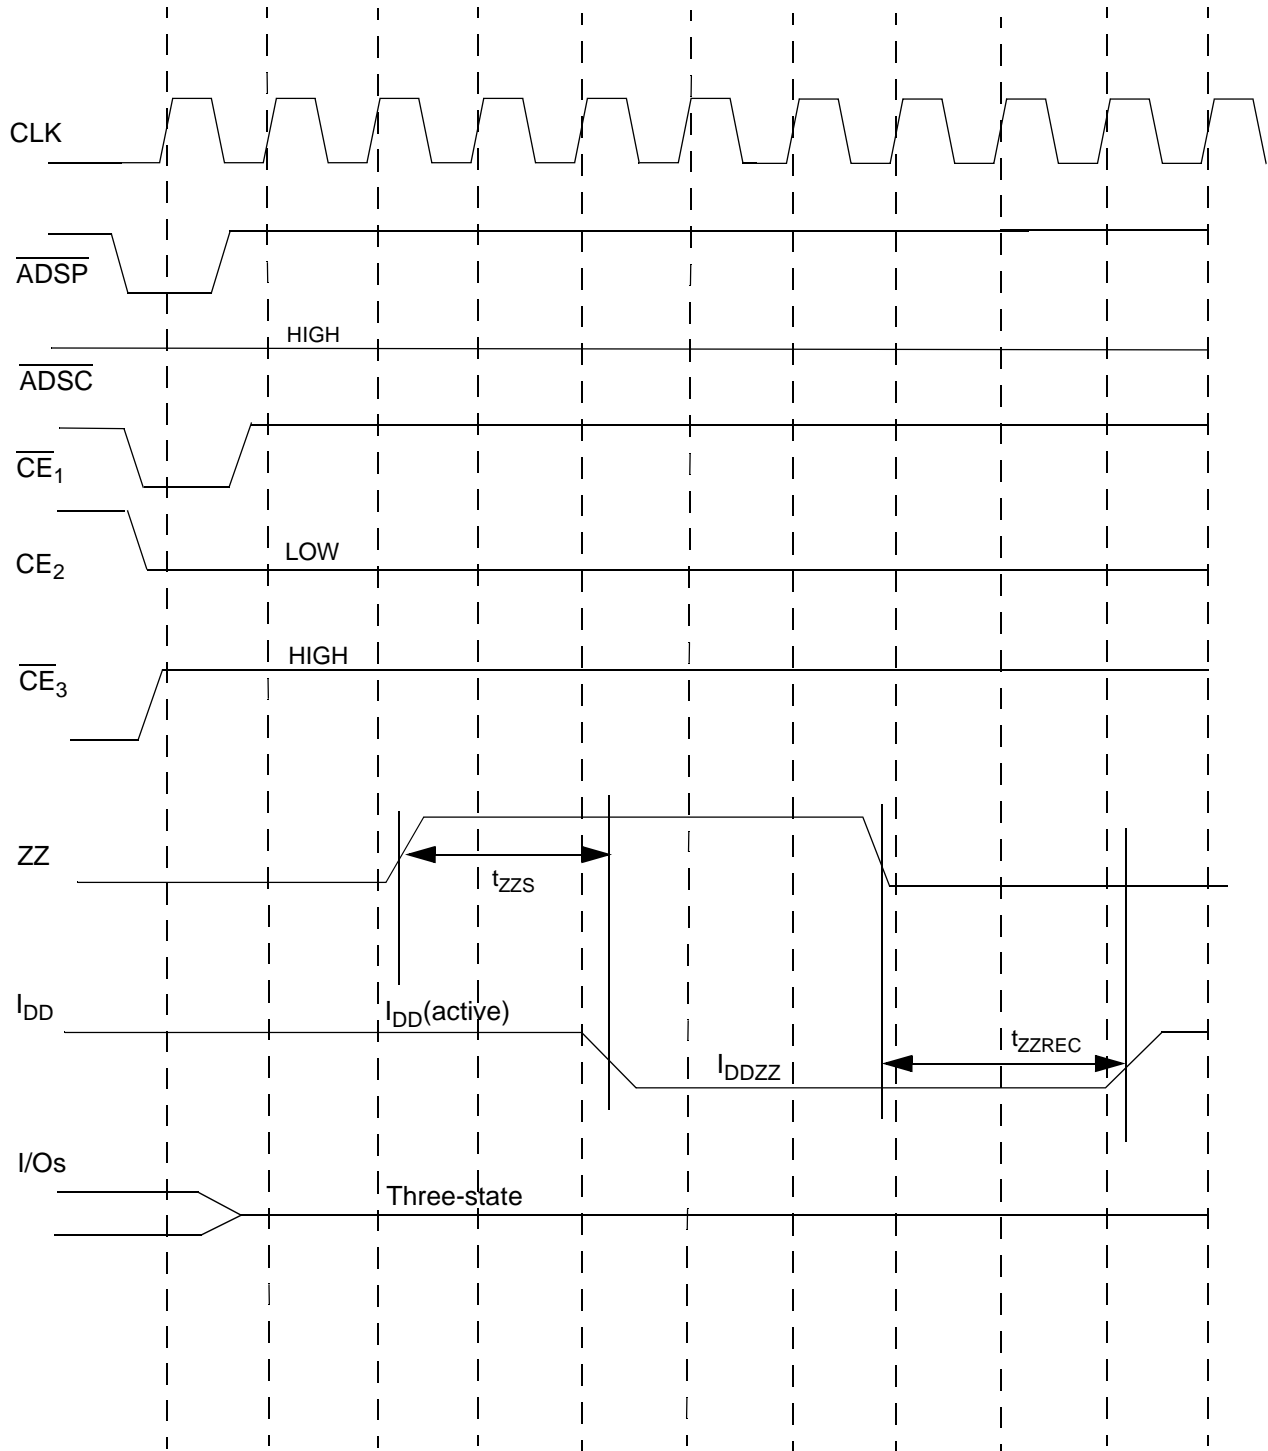 CLK
ADSP
HIGH
ADSC
CE1
LOW
CE2
HIGH
CE3
ZZ
tZZS
IDD
IDD(active)
tZZREC
IDDZZ
I/Os
Three-state